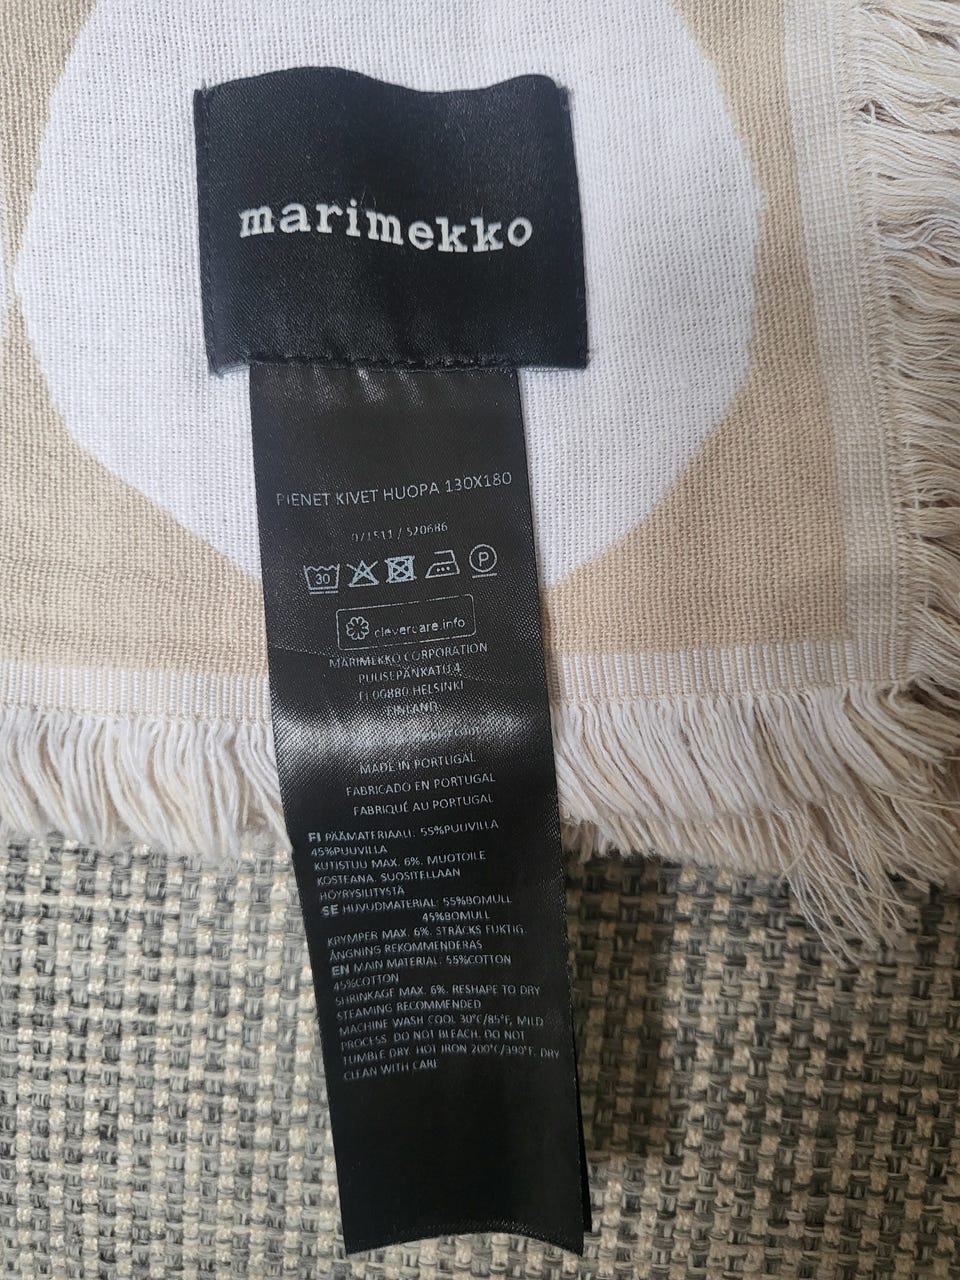 marimekko
PIENET KIVET HUOPA 130X180
071511 / 520686
30
P
clevercare.info
MARIMEKKO CORPORATION
PUUSEPÄNKATU 4
FI 00880 HELSINKI
FINLAND
MADE IN PORTUGAL
FABRICADO EN PORTUGAL
FABRIQUÉ AU PORTUGAL
FI PÄÄMATERIAALI: 55%PUUVILLA
45%PUUVILLA
KUTISTUU MAX. 6%. MUOTOILE
KOSTEANA. SUOSITELLAAN
HÖYRYSILITYSTÄ
SE HUVUDMATERIAL: 55%BOMULL
45%BOMULL
KRYMPER MAX. 6%. STRÄCKS FUKTIG
ÅNGNING REKOMMENDERAS
EN MAIN MATERIAL: 55%COTTON
45%COTTON
SHRINKAGE MAX. 6%. RESHAPE TO DRY
STEAMING RECOMMENDED
MACHINE WASH COOL 30°C/85°F, MILD
PROCESS DO NOT BLEACH. DO NOT
TUMBLE DRY. HOT IRON 200°C/390°F. DRY
CLEAN WITH CARE